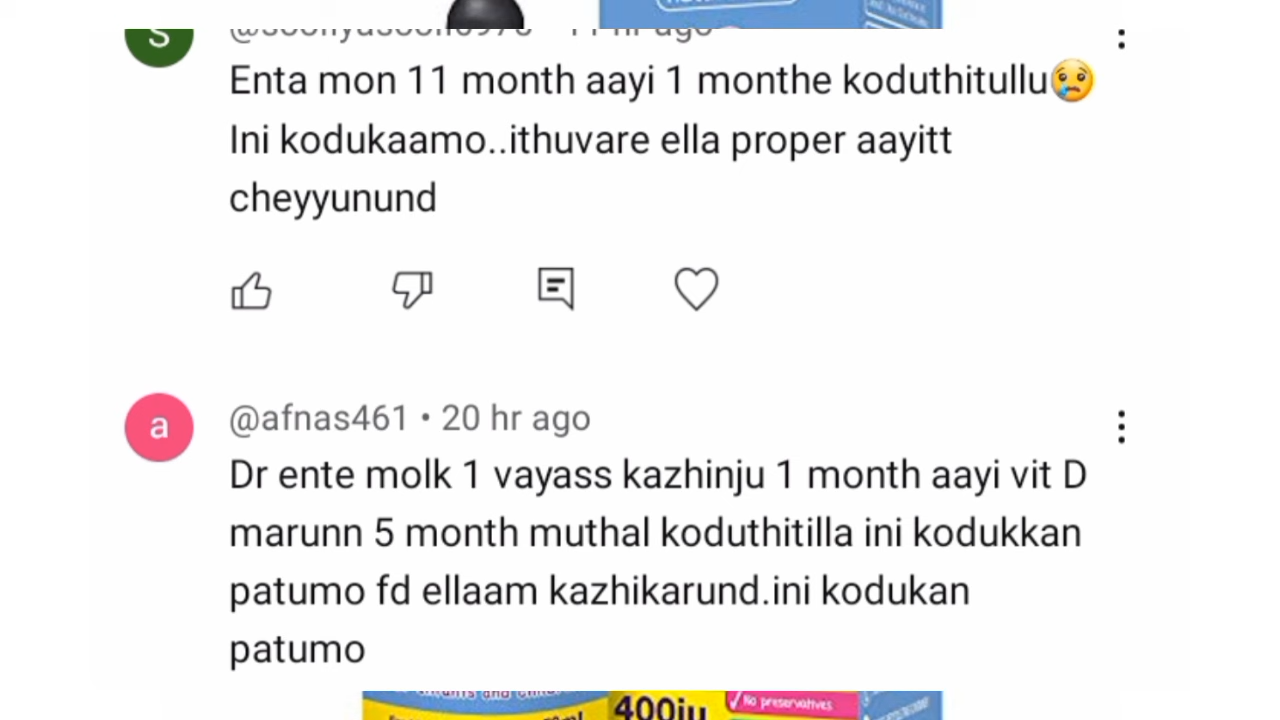 S
Enta mon 11 month aayi 1 monthe koduthitullu😢
Ini kodukaamo..ithuvare ella proper aayitt
cheyyunund
a
@afnas461 • 20 hr ago
Dr ente molk 1 vayass kazhinju 1 month aayi vit D
marunn 5 month muthal koduthitilla ini kodukkan
patumo fd ellaam kazhikarund.ini kodukan
patumo
400iu
No preservatives